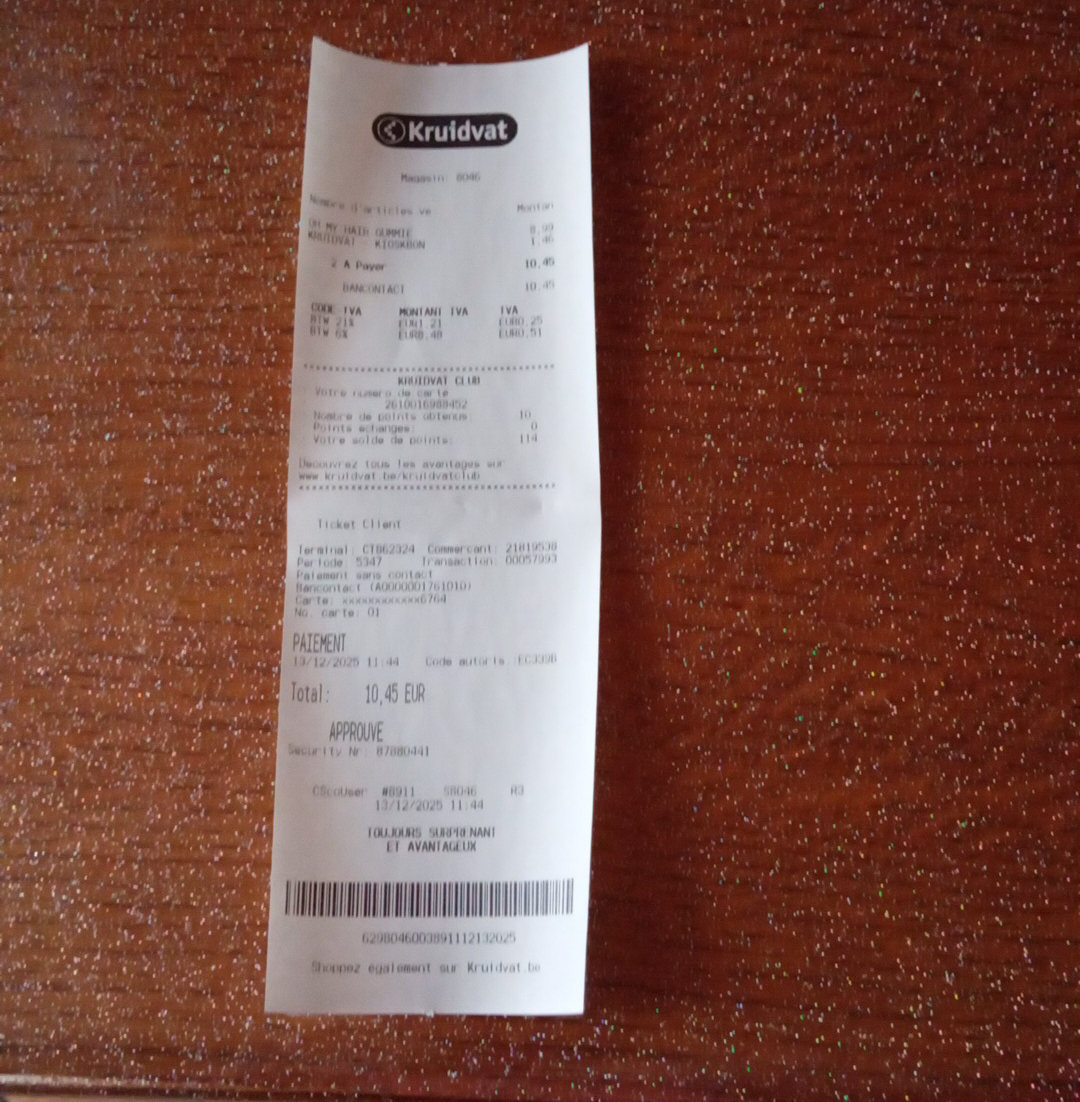 Kruidvat
Magasin: 8046
Nombre d'articles ve Montan
OH MY HAIR GUMMIE 8,99
KRUIDVAT KIOSKBON 1,46
2 A Payer 10,45
BANCONTACT 10,45
CODE TVA MONTANT TVA TVA
BTW 21% EUR1,21 EUR0,25
BTW 6% EUR8,48 EUR0,51
KRUIDVAT CLUB
Votre numero de carte
2610016988452
Nombre de points obtenus: 10
Points echanges: 0
Votre solde de points: 114
Decouvrez tous les avantages sur
www.kruidvat.be/kruidvatclub
Ticket Client
Terminal: CTB62324 Commercant: 21819538
Periode: 5347 Transaction: 00057993
Paiement sans contact
Bancontact (A0000001761010)
Carte: xxxxxxxxxxxx6764
No. carte: 01
PAIEMENT
13/12/2025 11:44 Code autoris.:
Total: 10,45 EUR
APPROUVE
Security Nr: 87880441
CScoUser #8911 S8046 R3
13/12/2025 11:44
TOUJOURS SURPRENANT
ET AVANTAGEUX
6298046003891112132025
Shoppez egalement sur Kruidvat.be